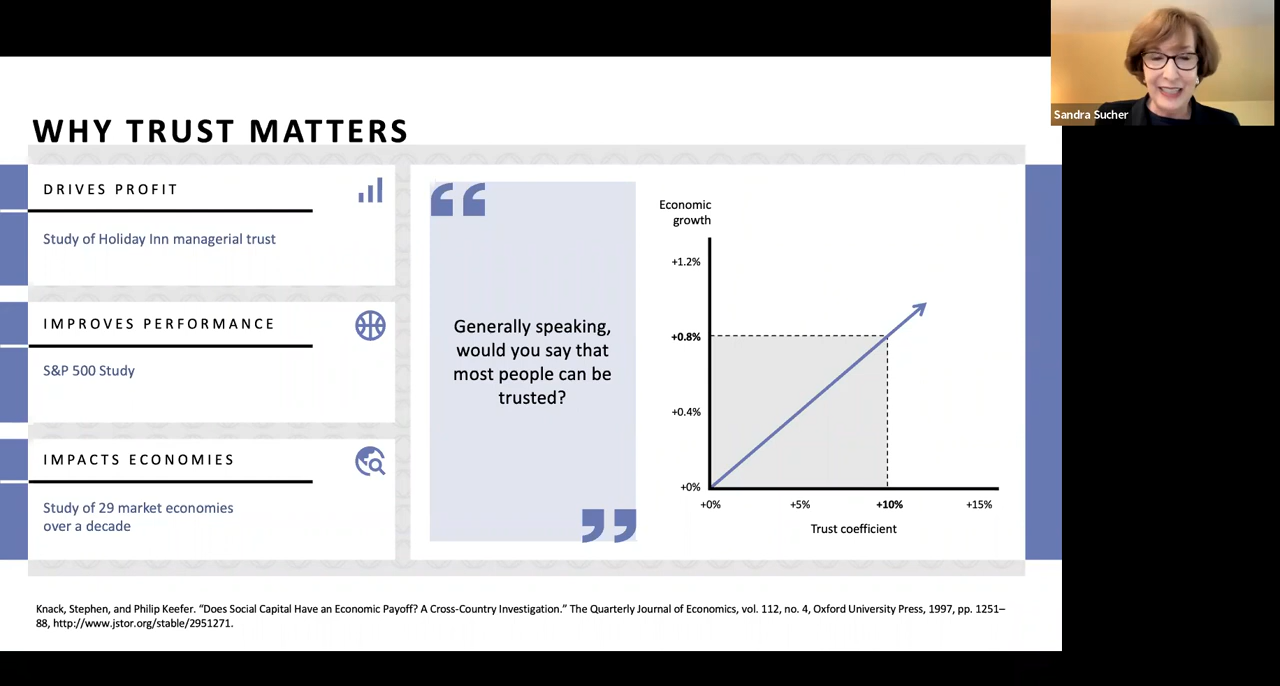 Sandra Sucher
WHY TRUST MATTERS
DRIVES PROFIT
Study of Holiday Inn managerial trust
IMPROVES PERFORMANCE
S&P 500 Study
IMPACTS ECONOMIES
Study of 29 market economies
over a decade
“
Generally speaking,
would you say that
most people can be
trusted?
”
Economic
growth
+1.2%
+0.8%
+0.4%
+0%
+0% +5% +10% +15%
Trust coefficient
Knack, Stephen, and Philip Keefer. “Does Social Capital Have an Economic Payoff? A Cross-Country Investigation.” The Quarterly Journal of Economics, vol. 112, no. 4, Oxford University Press, 1997, pp. 1251–
88, http://www.jstor.org/stable/2951271.